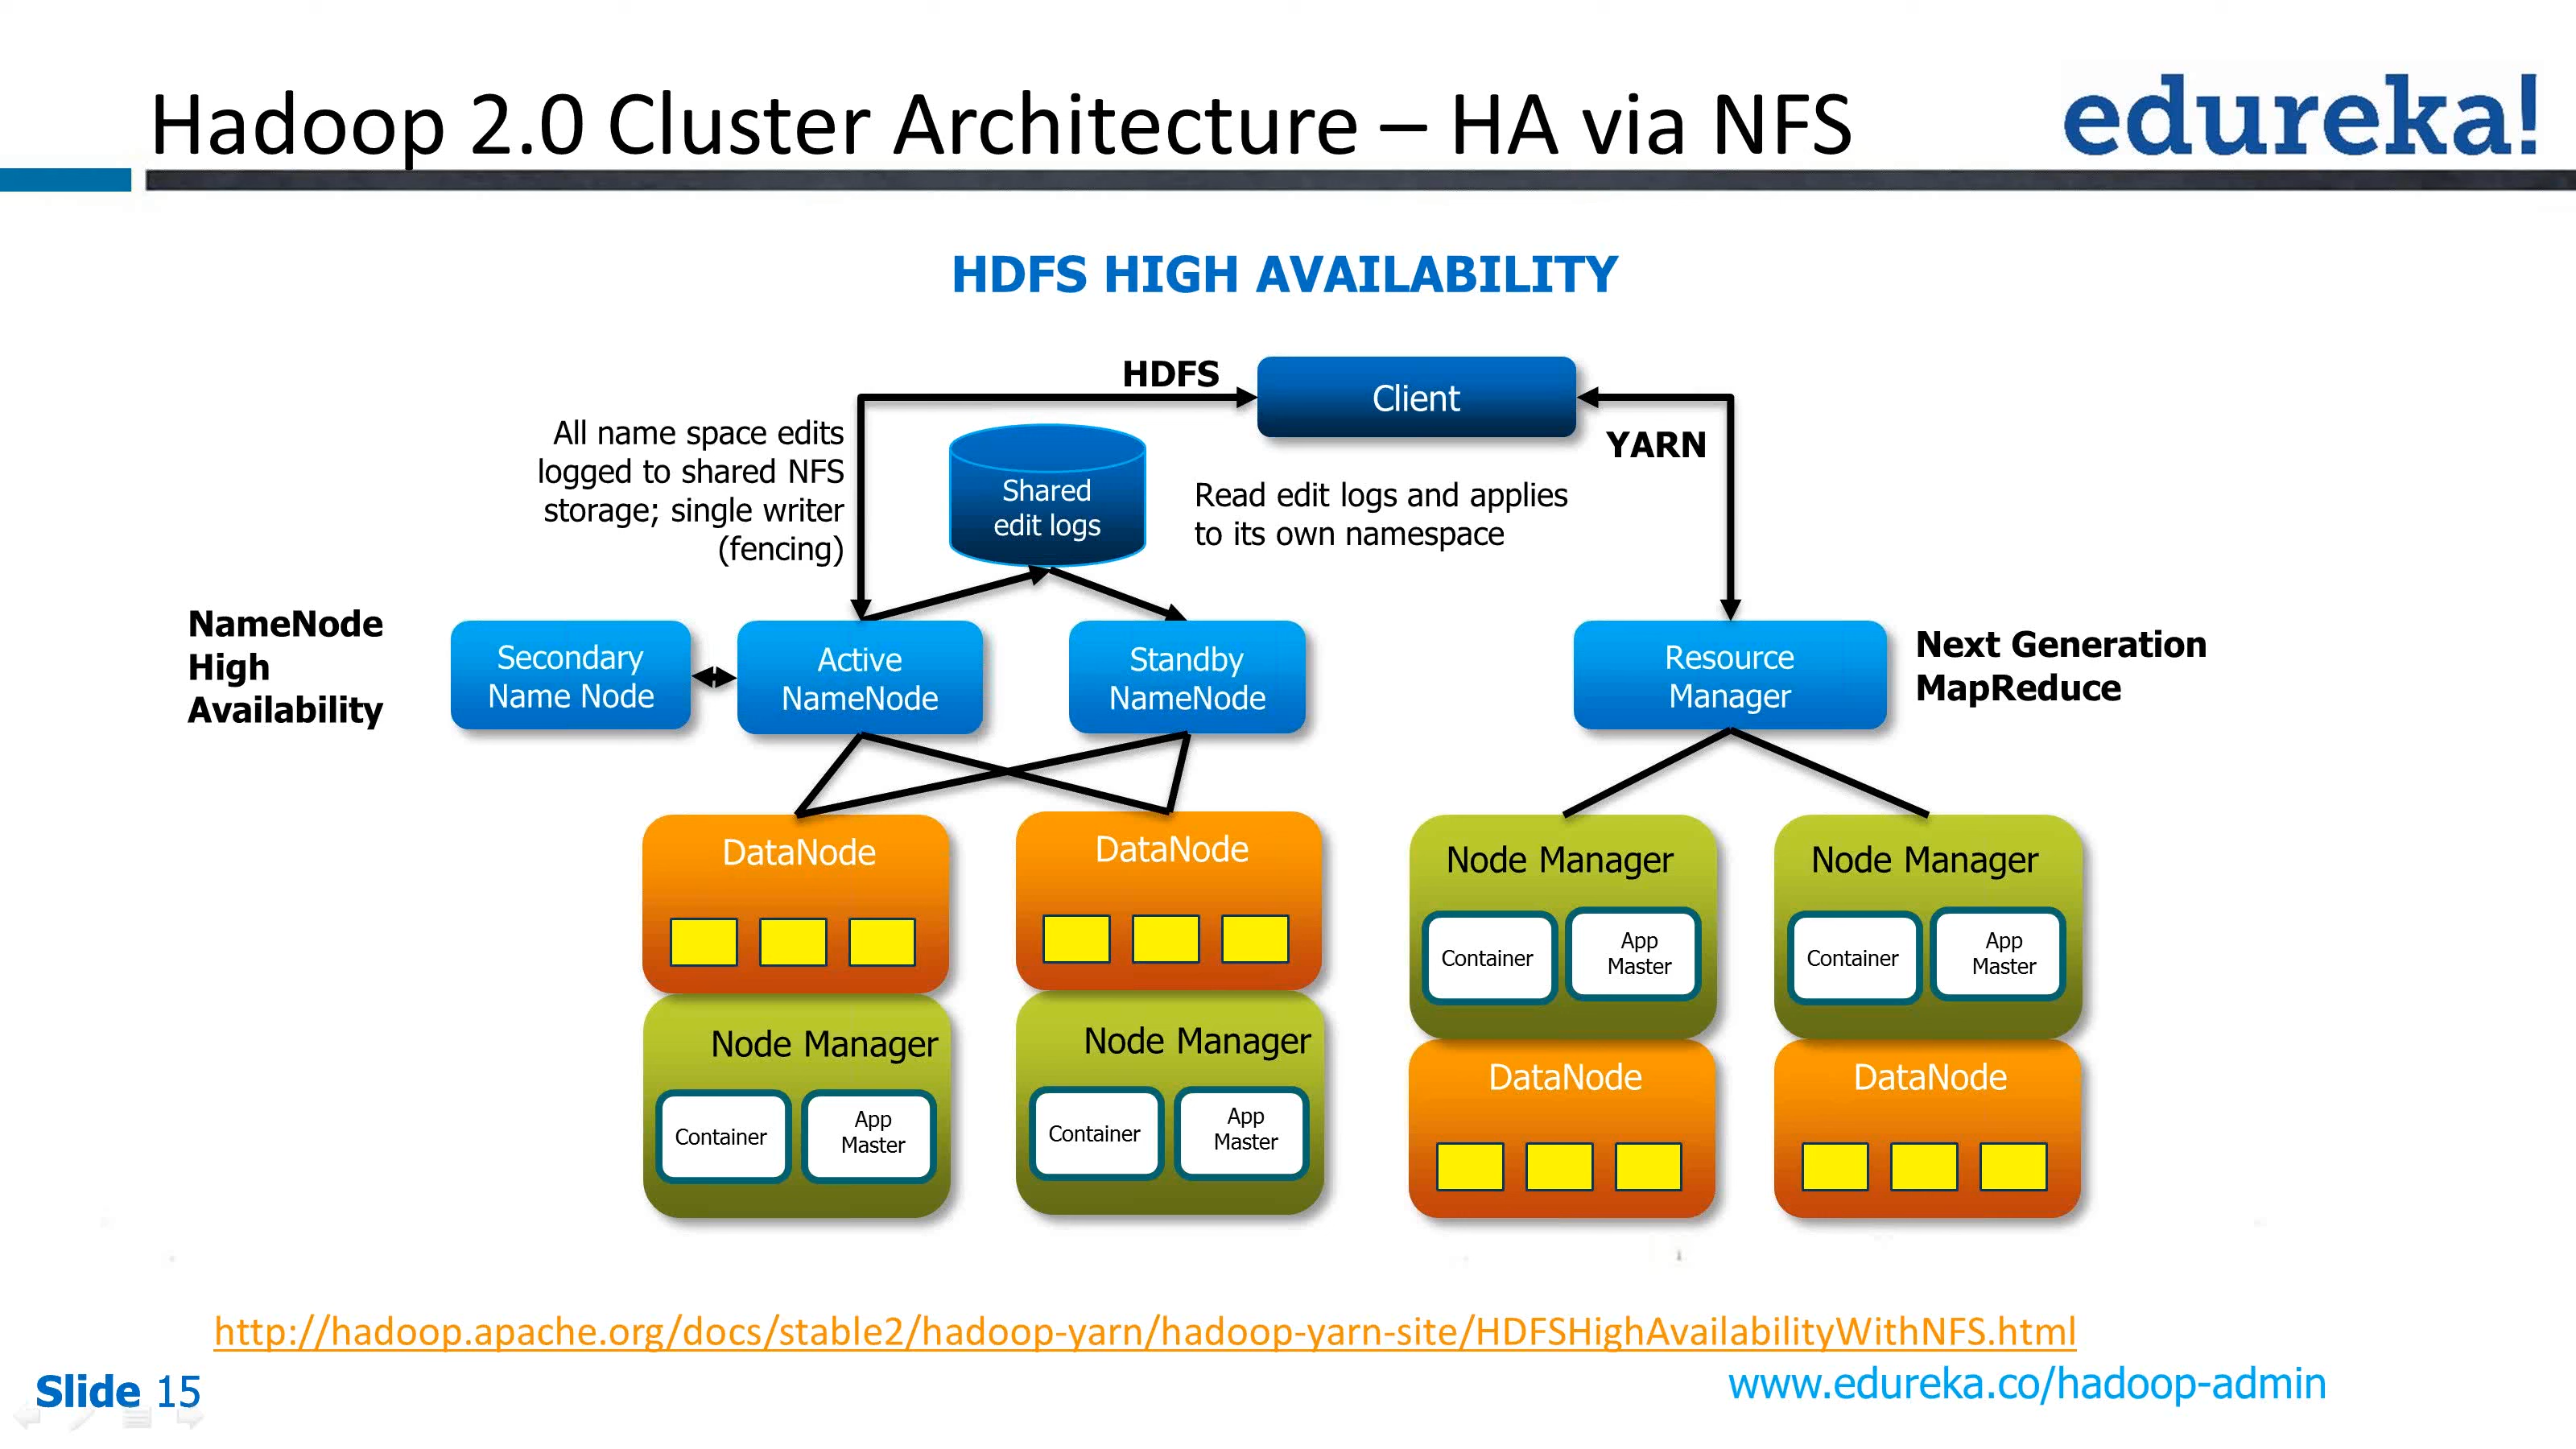 Hadoop 2.0 Cluster Architecture – HA via NFS
edureka!
HDFS HIGH AVAILABILITY
HDFS
Client
YARN
All name space edits
logged to shared NFS
storage; single writer
(fencing)
Shared
edit logs
Read edit logs and applies
to its own namespace
NameNode
High
Availability
Secondary
Name Node
Active
NameNode
Standby
NameNode
Resource
Manager
Next Generation
MapReduce
DataNode
DataNode
Node Manager
Container
App
Master
Node Manager
Container
App
Master
Node Manager
Container
App
Master
Node Manager
Container
App
Master
DataNode
DataNode
http://hadoop.apache.org/docs/stable2/hadoop-yarn/hadoop-yarn-site/HDFSHighAvailabilityWithNFS.html
Slide 15
www.edureka.co/hadoop-admin